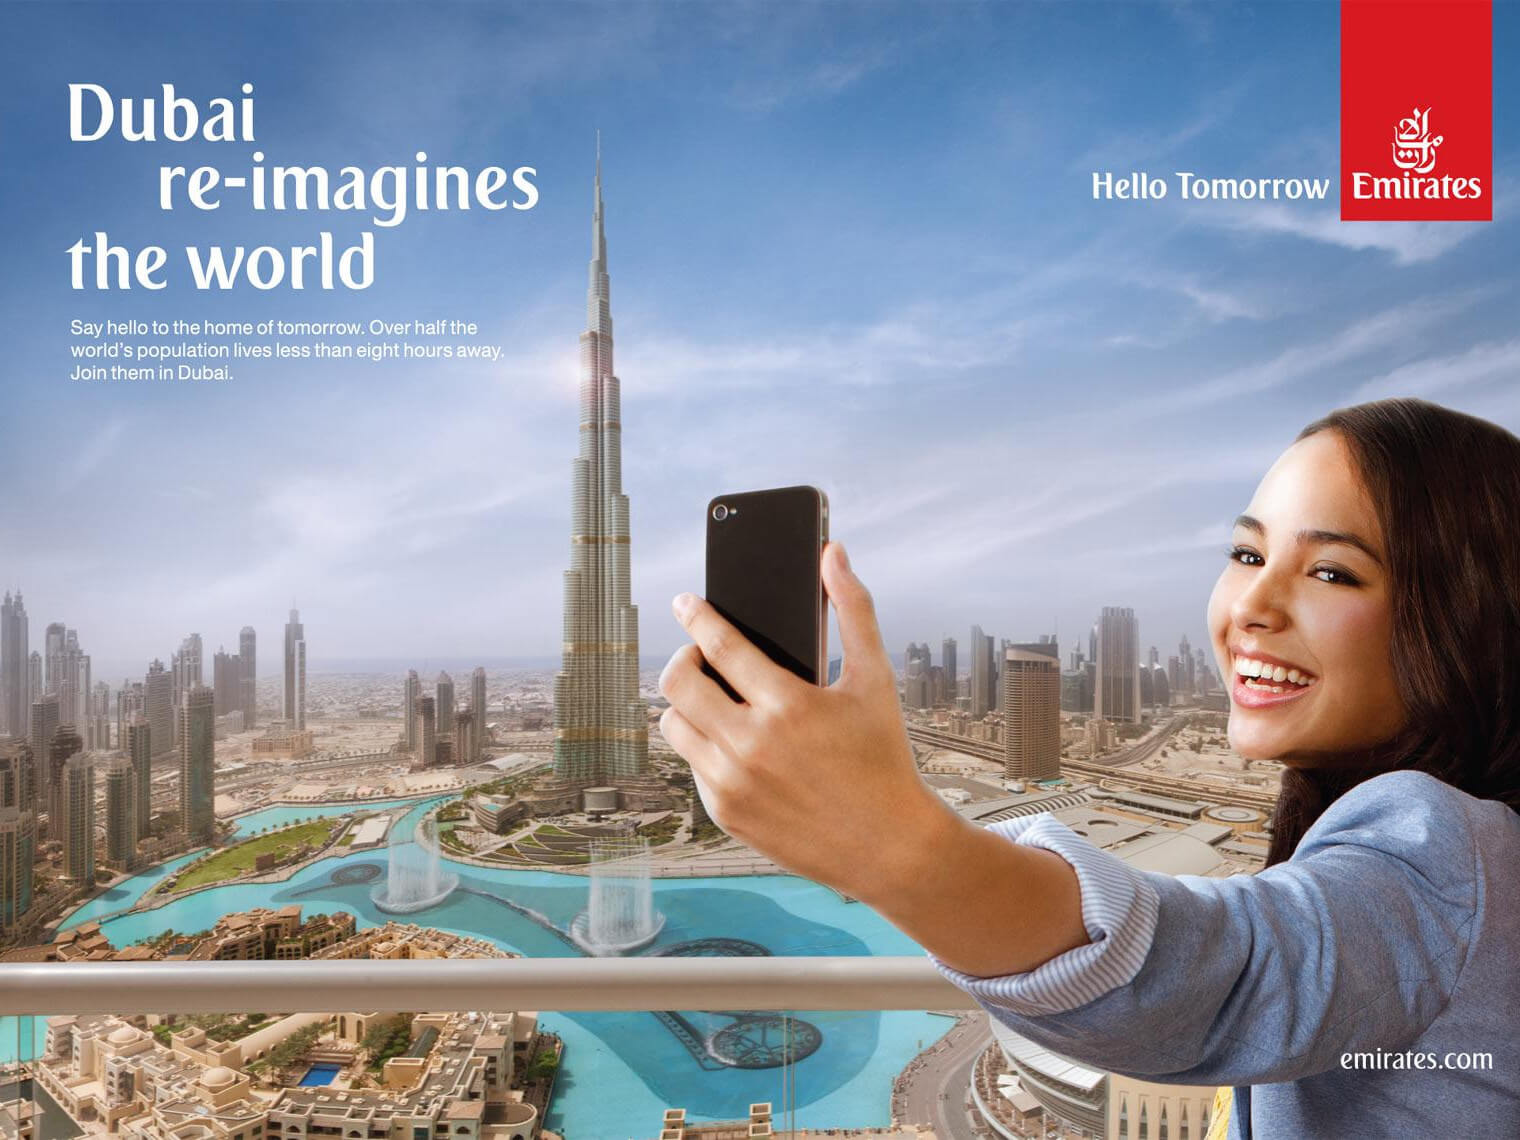 Dubai
re-imagines
the world
Say hello to the home of tomorrow. Over half the
world's population lives less than eight hours away.
Join them in Dubai.
Hello Tomorrow
الإمارات
Emirates
emirates.com